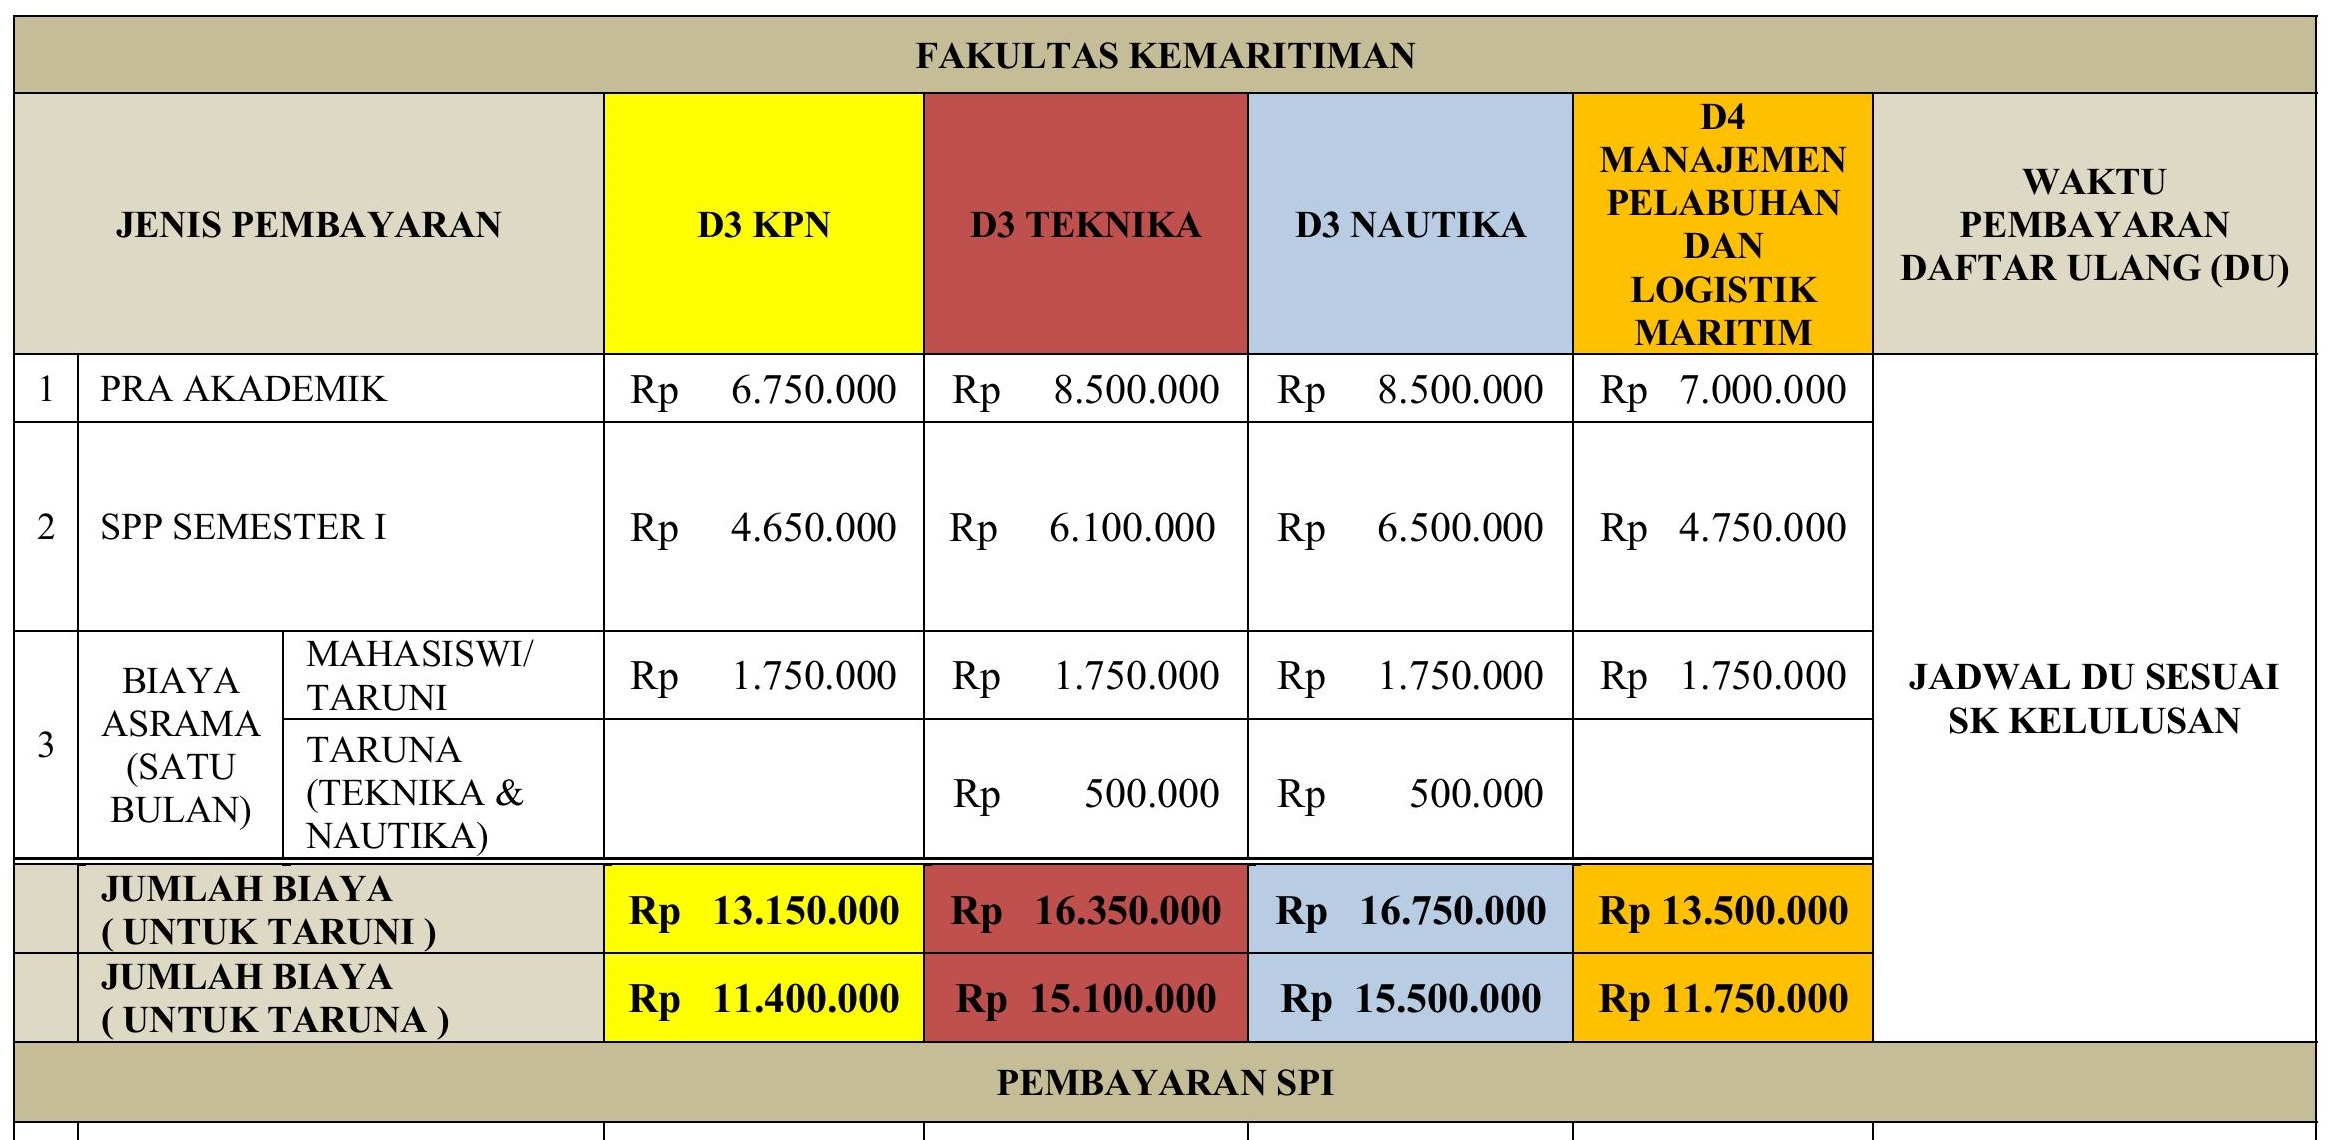 FAKULTAS KEMARITIMAN
JENIS PEMBAYARAN
D3 KPN
D3 TEKNIKA
D3 NAUTIKA
D4
MANAJEMEN
PELABUHAN
DAN
LOGISTIK
MARITIM
WAKTU
PEMBAYARAN
DAFTAR ULANG (DU)
1 PRA AKADEMIK Rp 6.750.000 Rp 8.500.000 Rp 8.500.000 Rp 7.000.000
2 SPP SEMESTER I Rp 4.650.000 Rp 6.100.000 Rp 6.500.000 Rp 4.750.000
3
BIAYA
ASRAMA
(SATU
BULAN)
MAHASISWI/
TARUNI
Rp 1.750.000 Rp 1.750.000 Rp 1.750.000 Rp 1.750.000
TARUNA
(TEKNIKA &
NAUTIKA)
Rp 500.000 Rp 500.000
JADWAL DU SESUAI
SK KELULUSAN
JUMLAH BIAYA
( UNTUK TARUNI )
Rp 13.150.000 Rp 16.350.000 Rp 16.750.000 Rp 13.500.000
JUMLAH BIAYA
( UNTUK TARUNA )
Rp 11.400.000 Rp 15.100.000 Rp 15.500.000 Rp 11.750.000
PEMBAYARAN SPI